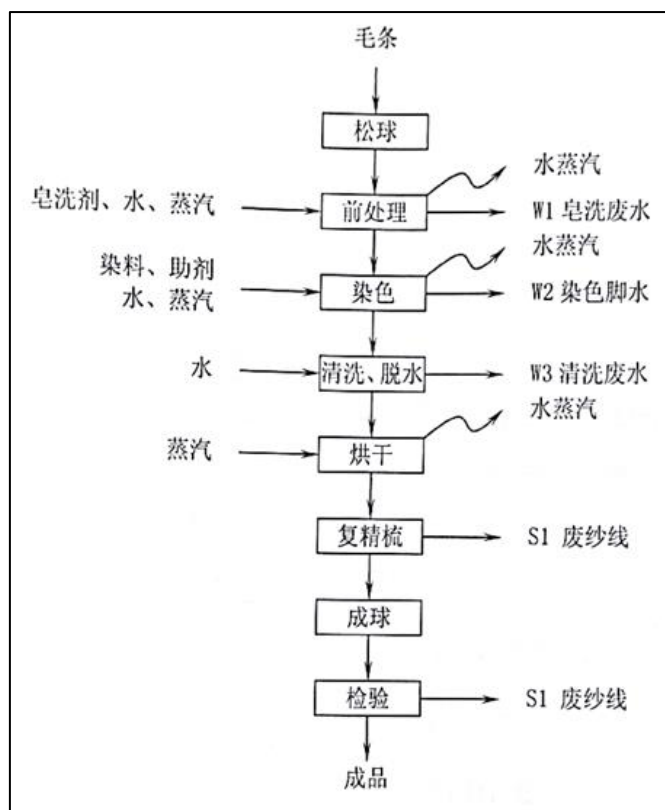 毛条
松球
水蒸汽
皂洗剂、水、蒸汽
前处理
W1 皂洗废水
水蒸汽
染料、助剂
水、蒸汽
染色
W2 染色脚水
水
清洗、脱水
W3 清洗废水
水蒸汽
蒸汽
烘干
复精梳
S1 废纱线
成球
检验
S1 废纱线
成品